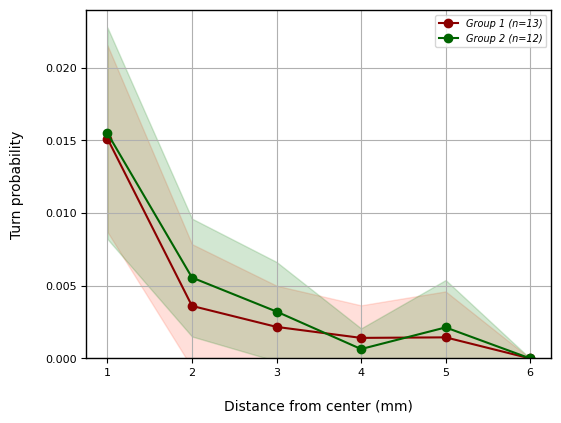 Group 1 (n=13)
Group 2 (n=12)
Turn probability
0.020
0.015
0.010
0.005
0.000
1 2 3 4 5 6
Distance from center (mm)